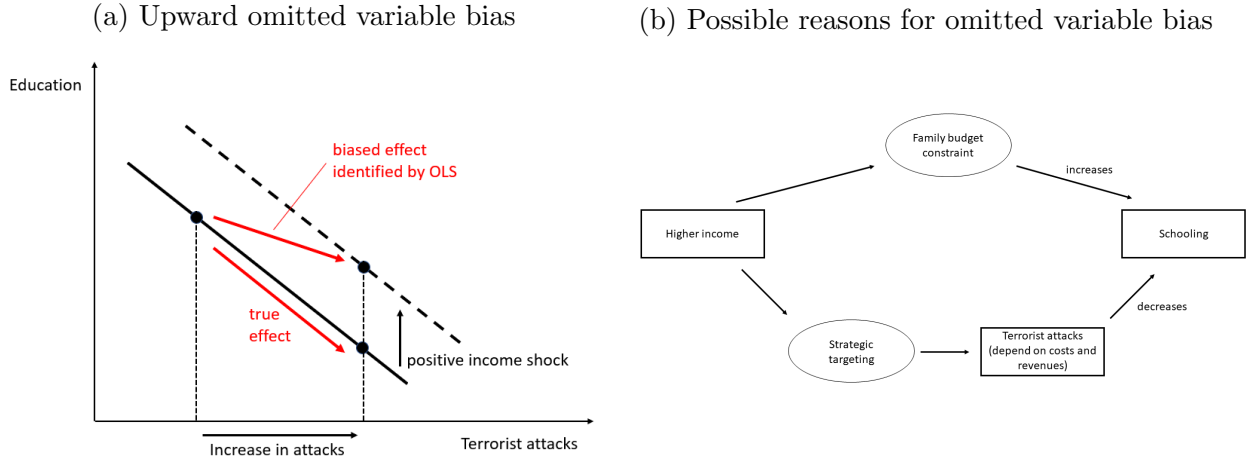 (a) Upward omitted variable bias
Education
biased effect
identified by OLS
true
effect
positive income shock
Increase in attacks
Terrorist attacks
(b) Possible reasons for omitted variable bias
Family budget
constraint
increases
Higher income
Schooling
decreases
Strategic
targeting
Terrorist attacks
(depend on costs and
revenues)